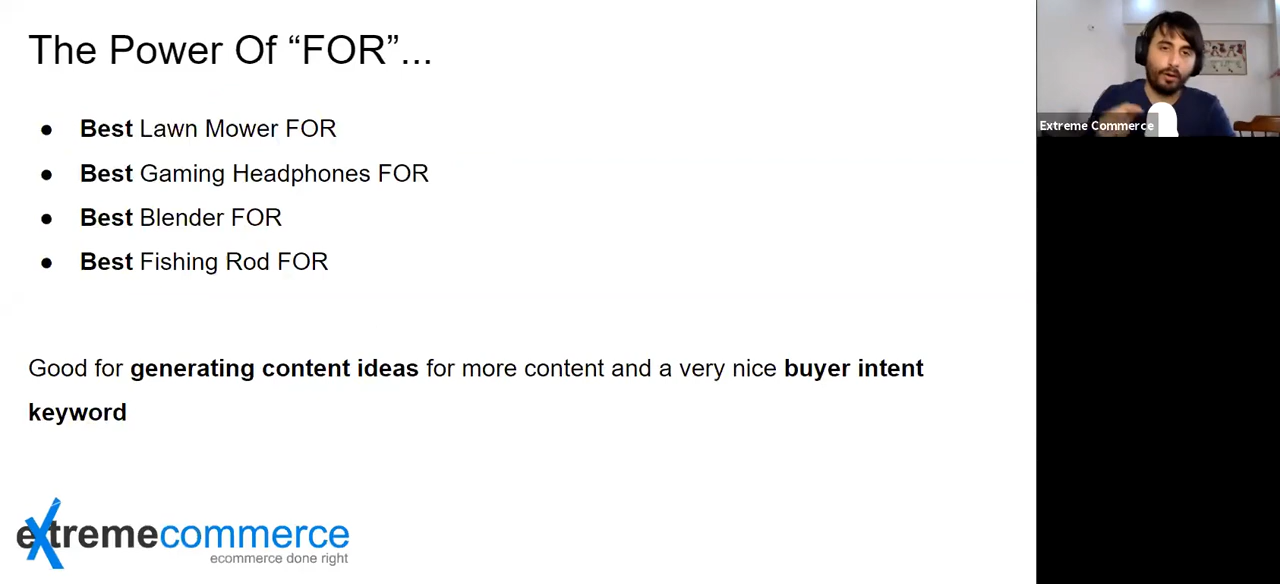 The Power Of “FOR”...
● Best Lawn Mower FOR
● Best Gaming Headphones FOR
● Best Blender FOR
● Best Fishing Rod FOR
Good for generating content ideas for more content and a very nice buyer intent
keyword
extremecommerce
ecommerce done right
Extreme Commerce